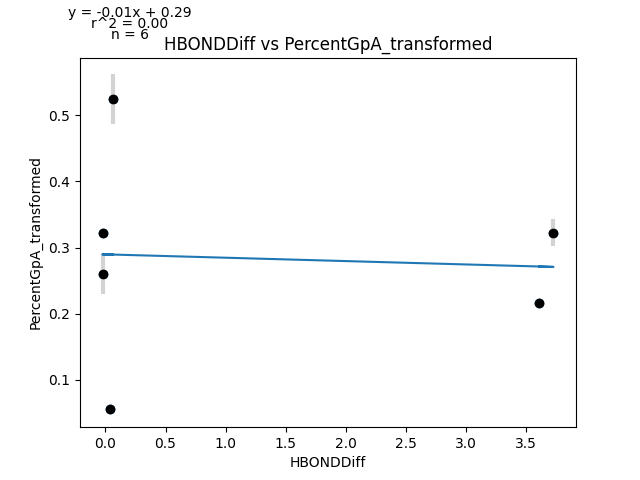 y = -0.01x + 0.29
r^2 = 0.00
n = 6
HBONDDiff vs PercentGpA_transformed
PercentGpA_transformed
0.5
0.4
0.3
0.2
0.1
0.0 0.5 1.0 1.5 2.0 2.5 3.0 3.5
HBONDDiff